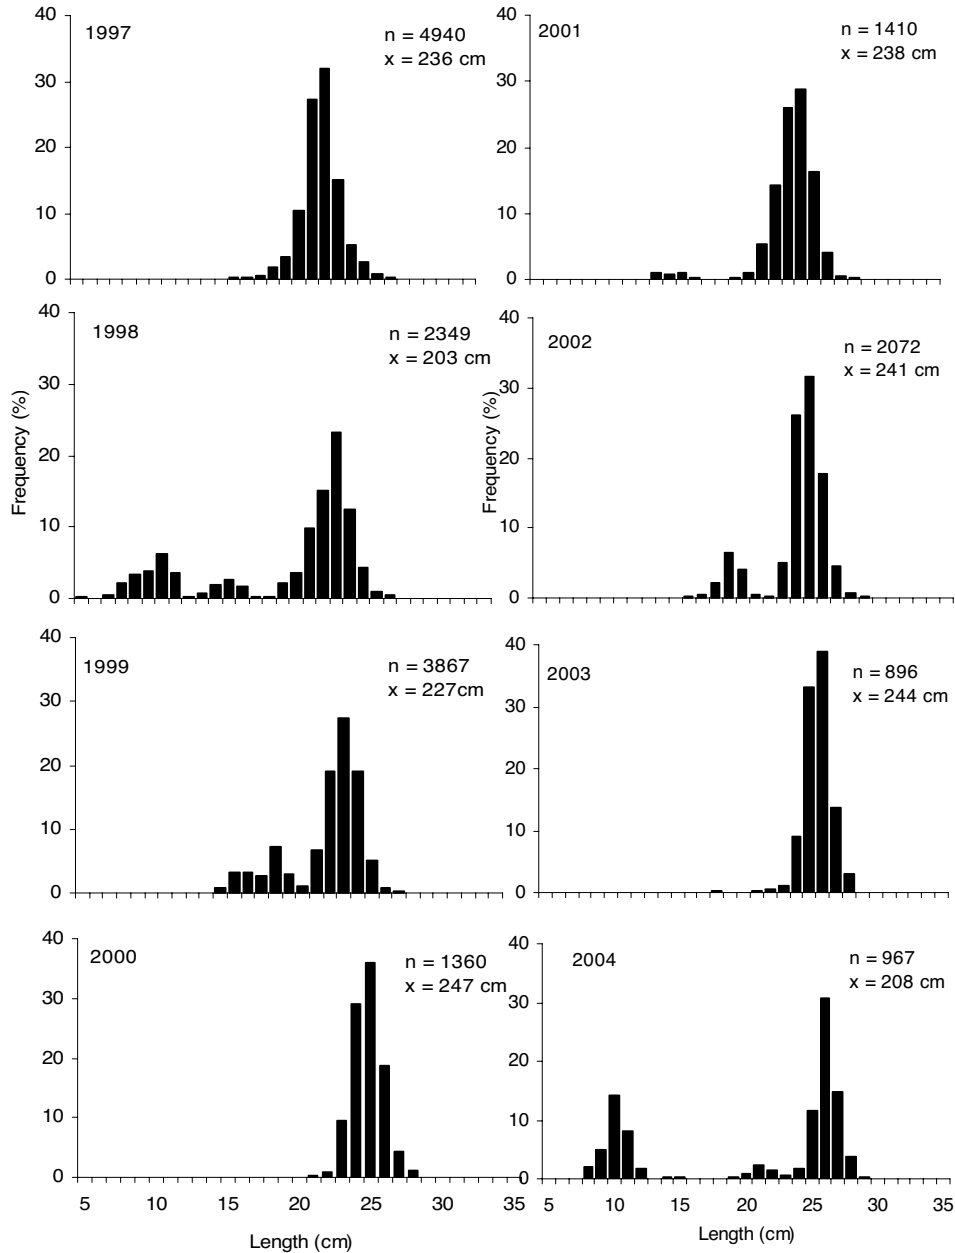 40
30
20
10
0
1997
n = 4940
x = 236 cm
40
30
20
10
0
2001
n = 1410
x = 238 cm
40
30
20
10
0
1998
n = 2349
x = 203 cm
Frequency (%)
40
30
20
10
0
2002
n = 2072
x = 241 cm
Frequency (%)
40
30
20
10
0
1999
n = 3867
x = 227cm
40
30
20
10
0
2003
n = 896
x = 244 cm
40
30
20
10
0
2000
n = 1360
x = 247 cm
5 10 15 20 25 30 35
Length (cm)
40
30
20
10
0
2004
n = 967
x = 208 cm
5 10 15 20 25 30 35
Length (cm)